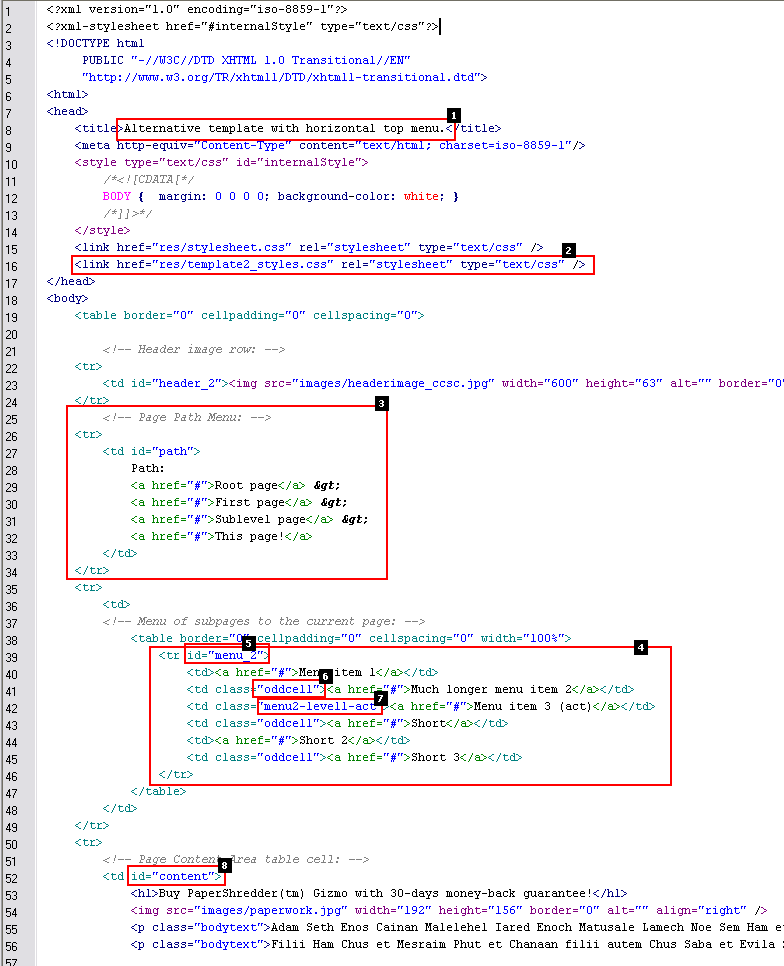 1 <?xml version="1.0" encoding="iso-8859-1"?>
2 <?xml-stylesheet href="#internalStyle" type="text/css"?>
3 <!DOCTYPE html
4 PUBLIC "-//W3C//DTD XHTML 1.0 Transitional//EN"
5 "http://www.w3.org/TR/xhtml1/DTD/xhtml1-transitional.dtd">
6 <html>
7 <head>
1
8 <title>Alternative template with horizontal top menu.</title>
9 <meta http-equiv="Content-Type" content="text/html; charset=iso-8859-1"/>
10 <style type="text/css" id="internalStyle">
11 /*<![CDATA[*/
12 BODY { margin: 0 0 0 0; background-color: white; }
13 /*]]>*/
14 </style>
15 <link href="res/stylesheet.css" rel="stylesheet" type="text/css" />
2
16 <link href="res/template2_styles.css" rel="stylesheet" type="text/css" />
17 </head>
18 <body>
19 <table border="0" cellpadding="0" cellspacing="0">
20
21 <!-- Header image row: -->
22 <tr>
23 <td id="header_2"><img src="images/headerimage_ccsc.jpg" width="600" height="63" alt="" border="0"
24 </tr>
3
25 <!-- Page Path Menu: -->
26 <tr>
27 <td id="path">
28 Path:
29 <a href="#">Root page</a> &gt;
30 <a href="#">First page</a> &gt;
31 <a href="#">Sublevel page</a> &gt;
32 <a href="#">This page!</a>
33 </td>
34 </tr>
35 <tr>
36 <td>
37 <!-- Menu of subpages to the current page: -->
38 <table border="0" cellpadding="0" cellspacing="0" width="100%">
5 4
39 <tr id="menu_2">
40 <td><a href="#">Menu item 1</a></td>
6
41 <td class="oddcell"><a href="#">Much longer menu item 2</a></td>
7
42 <td class="menu2-level1-act"><a href="#">Menu item 3 (act)</a></td>
43 <td class="oddcell"><a href="#">Short</a></td>
44 <td><a href="#">Short 2</a></td>
45 <td class="oddcell"><a href="#">Short 3</a></td>
46 </tr>
47 </table>
48 </td>
49 </tr>
50 <tr>
51 <!-- Page Content Area table cell: -->
8
52 <td id="content">
53 <h1>Buy PaperShredder(tm) Gizmo with 30-days money-back guarantee!</h1>
54 <img src="images/paperwork.jpg" width="192" height="156" border="0" alt="" align="right" />
55 <p class="bodytext">Adam Seth Enos Cainan Malelehel Iared Enoch Matusale Lamech Noe Sem Ham et
56 <p class="bodytext">Filii Ham Chus et Mesraim Phut et Chanaan filii autem Chus Saba et Evila
57